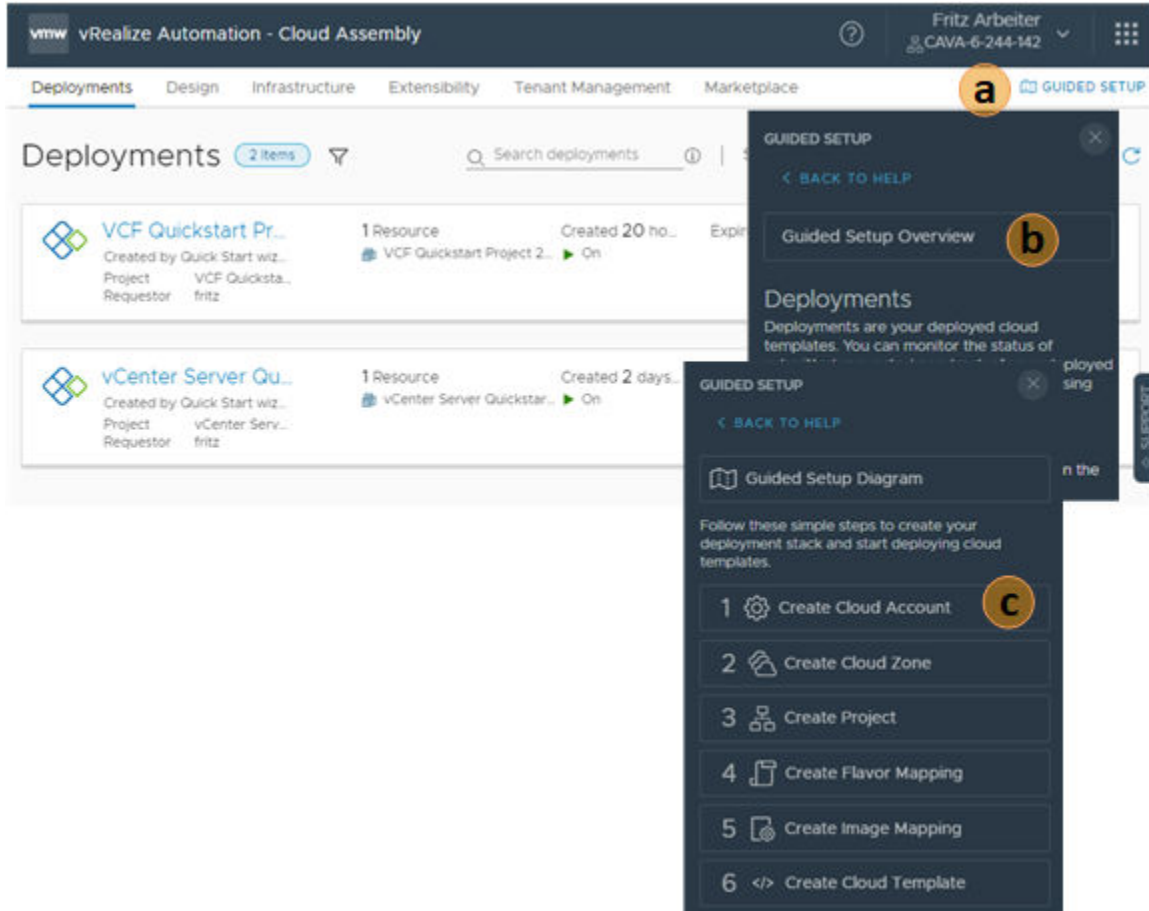 vmw vRealize Automation - Cloud Assembly
Fritz Arbeiter
CAVA-6-244-142
Deployments Design Infrastructure Extensibility Tenant Management Marketplace
a
GUIDED SETUP
Deployments 2 items
Search deployments
VCF Quickstart Pr...
Created by Quick Start wiz...
Project VCF Quicksta...
Requestor fritz
1 Resource
VCF Quickstart Project 2...
Created 20 ho...
On
Expir
vCenter Server Qu...
Created by Quick Start wiz...
Project vCenter Serv...
Requestor fritz
1 Resource
vCenter Server Quickstar...
Created 2 days...
On
GUIDED SETUP
< BACK TO HELP
Guided Setup Overview
b
Deployments
Deployments are your deployed cloud
templates. You can monitor the status of
ployed
sing
n the
SUPPORT
GUIDED SETUP
< BACK TO HELP
Guided Setup Diagram
Follow these simple steps to create your
deployment stack and start deploying cloud
templates.
1 Create Cloud Account
c
2 Create Cloud Zone
3 Create Project
4 Create Flavor Mapping
5 Create Image Mapping
6 </> Create Cloud Template